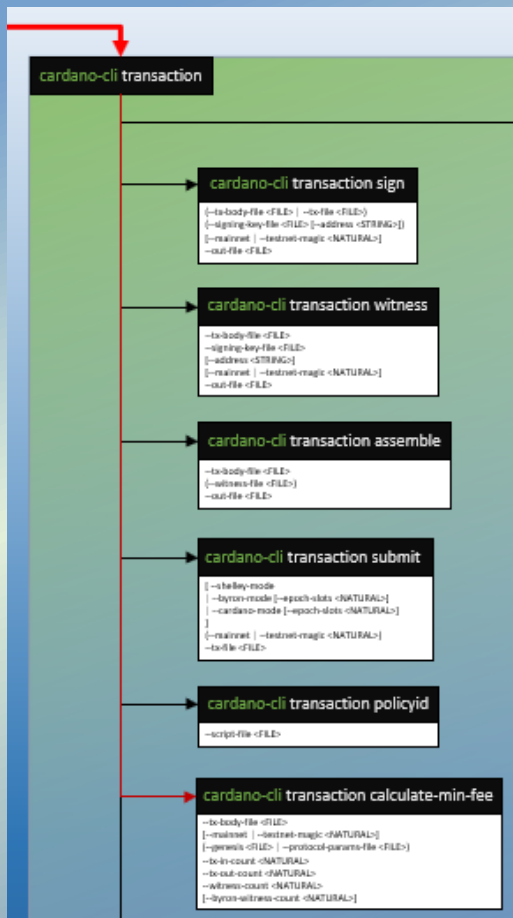 cardano-cli transaction
cardano-cli transaction sign
(--tx-body-file <FILE> | --tx-file <FILE>)
(--signing-key-file <FILE> [--address <STRING>])
[--mainnet | --testnet-magic <NATURAL>]
--out-file <FILE>
cardano-cli transaction witness
--tx-body-file <FILE>
--signing-key-file <FILE>
[--address <STRING>]
[--mainnet | --testnet-magic <NATURAL>]
--out-file <FILE>
cardano-cli transaction assemble
--tx-body-file <FILE>
(--witness-file <FILE>)
--out-file <FILE>
cardano-cli transaction submit
[ --shelley-mode
| --byron-mode [--epoch-slots <NATURAL>]
| --cardano-mode [--epoch-slots <NATURAL>]
]
(--mainnet | --testnet-magic <NATURAL>)
--tx-file <FILE>
cardano-cli transaction policyid
--script-file <FILE>
cardano-cli transaction calculate-min-fee
--tx-body-file <FILE>
[--mainnet | --testnet-magic <NATURAL>]
(--genesis <FILE> | --protocol-params-file <FILE>)
--tx-in-count <NATURAL>
--tx-out-count <NATURAL>
--witness-count <NATURAL>
[--byron-witness-count <NATURAL>]